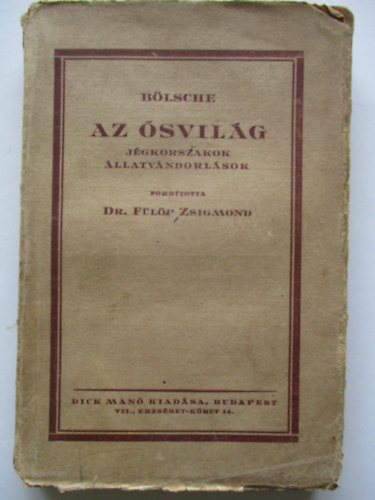 BÖLSCHE
AZ ŐSVILÁG
JÉGKORSZAKOK
ÁLLATVÁNDORLÁSOK
FORDÍTOTTA
DR. FÜLÖP ZSIGMOND
DICK MANÓ KIADÁSA, BUDAPEST
VII., ERZSÉBET-KÖRÚT 14.